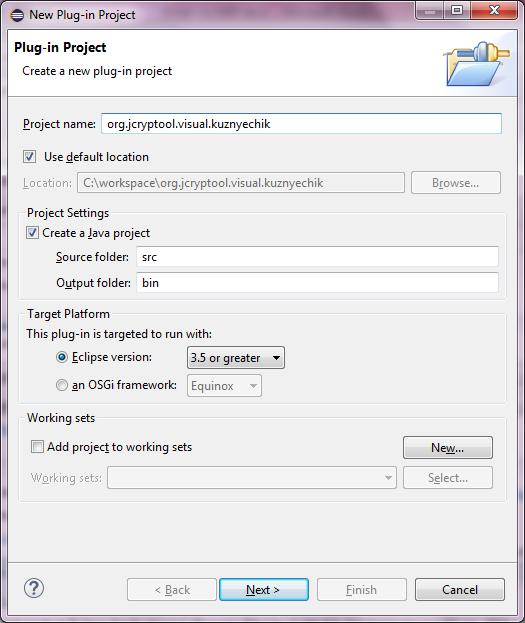 New Plug-in Project
Plug-in Project
Create a new plug-in project
Project name: org.jcryptool.visual.kuznyechik
Use default location
Location: C:\workspace\org.jcryptool.visual.kuznyechik Browse...
Project Settings
Create a Java project
Source folder: src
Output folder: bin
Target Platform
This plug-in is targeted to run with:
Eclipse version: 3.5 or greater
an OSGi framework: Equinox
Working sets
Add project to working sets New...
Working sets: Select...
? < Back Next > Finish Cancel